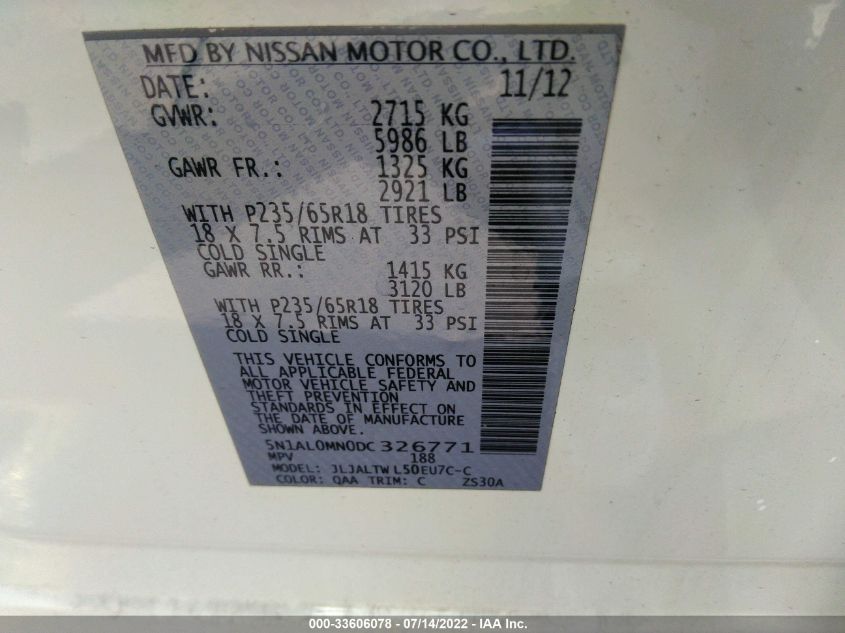 MFD BY NISSAN MOTOR CO., LTD.
DATE: 11/12
GVWR: 2715 KG
5986 LB
GAWR FR.: 1325 KG
2921 LB
WITH P235/65R18 TIRES
18 X 7.5 RIMS AT 33 PSI
COLD SINGLE
GAWR RR.: 1415 KG
3120 LB
WITH P235/65R18 TIRES
18 X 7.5 RIMS AT 33 PSI
COLD SINGLE
THIS VEHICLE CONFORMS TO
ALL APPLICABLE FEDERAL
MOTOR VEHICLE SAFETY AND
THEFT PREVENTION
STANDARDS IN EFFECT ON
THE DATE OF MANUFACTURE
SHOWN ABOVE.
5N1AL0MN0DC326771
MPV 188
MODEL: JLJALTW L50EU7C-C
COLOR: QAA TRIM: C ZS30A
000-33606078 - 07/14/2022 - IAA Inc.